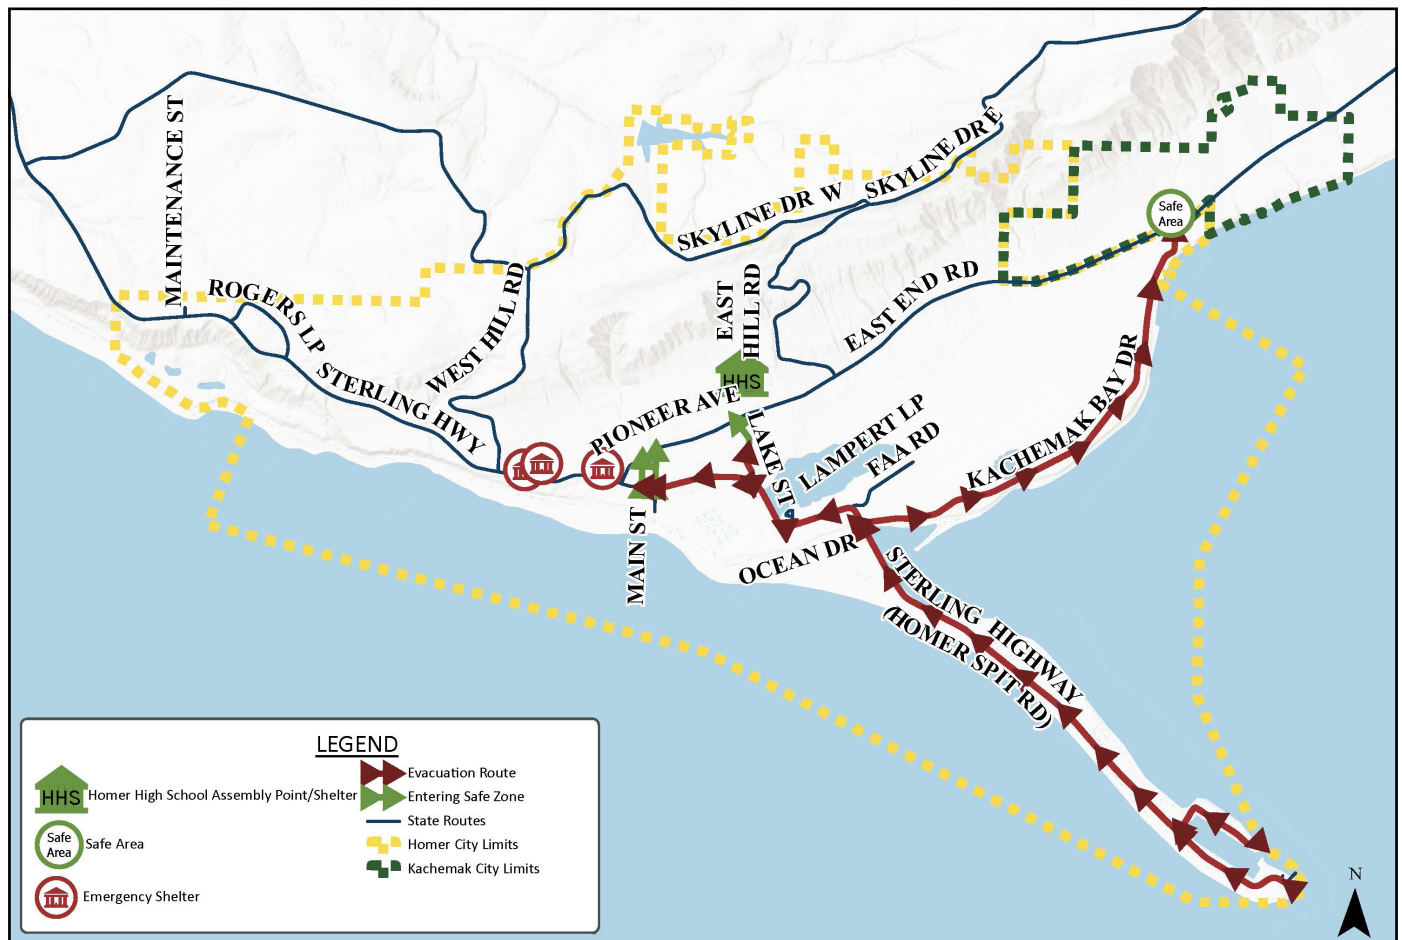 MAINTENANCE ST
ROGERS LP
STERLING HWY
WEST HILL RD
SKYLINE DR W
SKYLINE DR E
EAST
HILL RD
EAST END RD
Safe
Area
HHS
PIONEER AVE
LAKE ST
LAMPERT LP
FAA RD
KACHEMAK BAY DR
MAIN ST
OCEAN DR
STERLING HIGHWAY
(HOMER SPIT RD)
LEGEND
HHS Homer High School Assembly Point/Shelter
Safe
Area
Safe Area
Emergency Shelter
Evacuation Route
Entering Safe Zone
State Routes
Homer City Limits
Kachemak City Limits
N